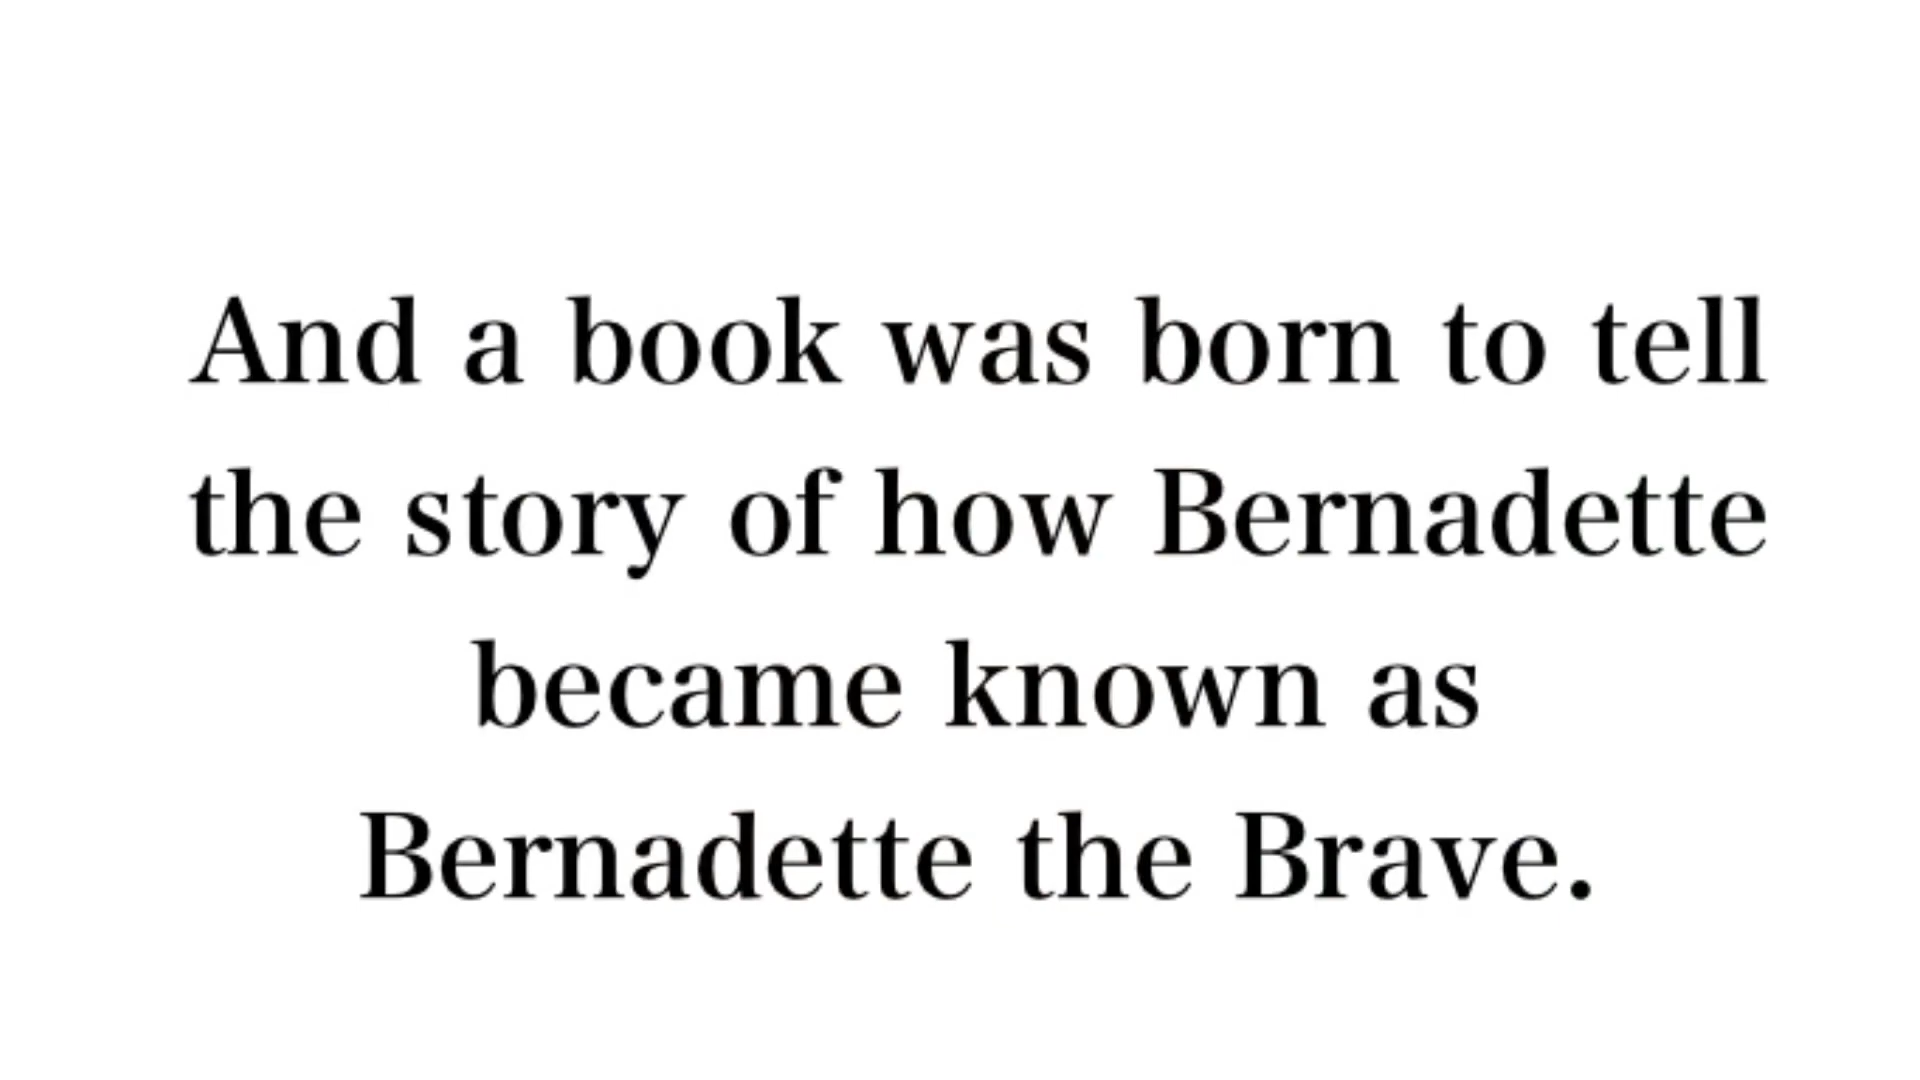 And a book was born to tell
the story of how Bernadette
became known as
Bernadette the Brave.